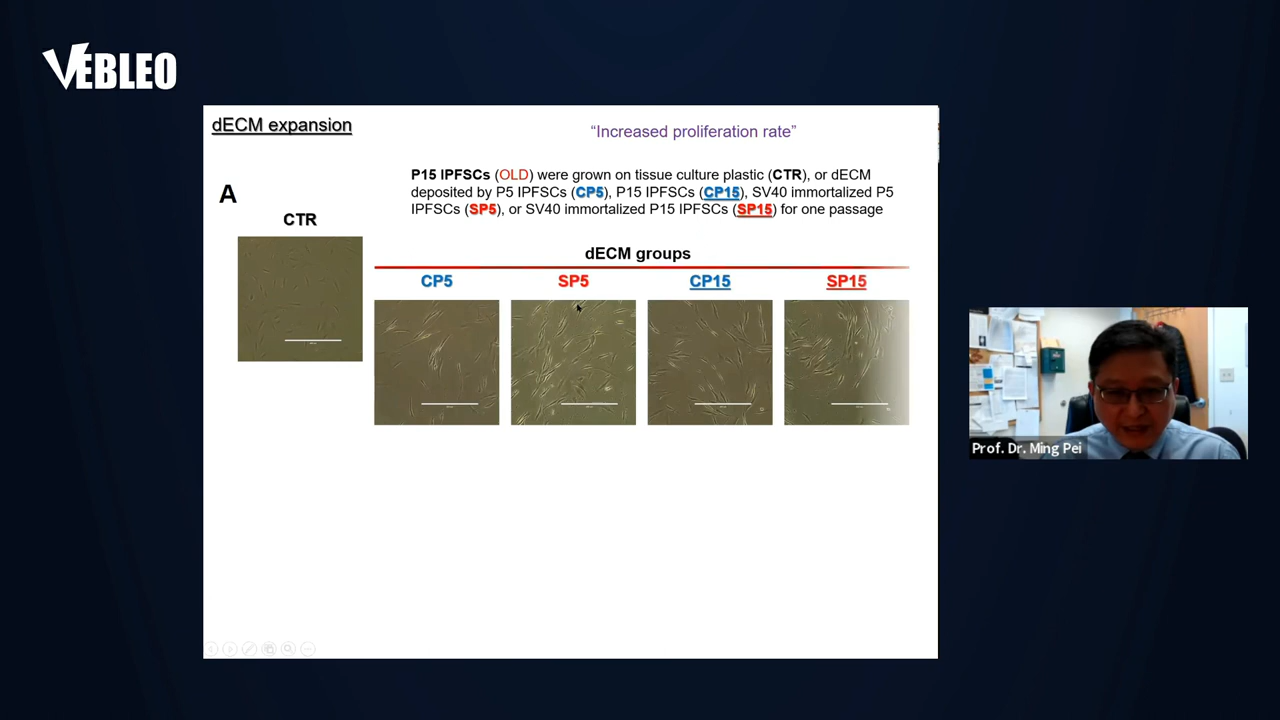 VEBLEO
dECM expansion
“Increased proliferation rate”
P15 IPFSCs (OLD) were grown on tissue culture plastic (CTR), or dECM
deposited by P5 IPFSCs (CP5), P15 IPFSCs (CP15), SV40 immortalized P5
IPFSCs (SP5), or SV40 immortalized P15 IPFSCs (SP15) for one passage
A
CTR
dECM groups
CP5 SP5 CP15 SP15
Prof. Dr. Ming Pei